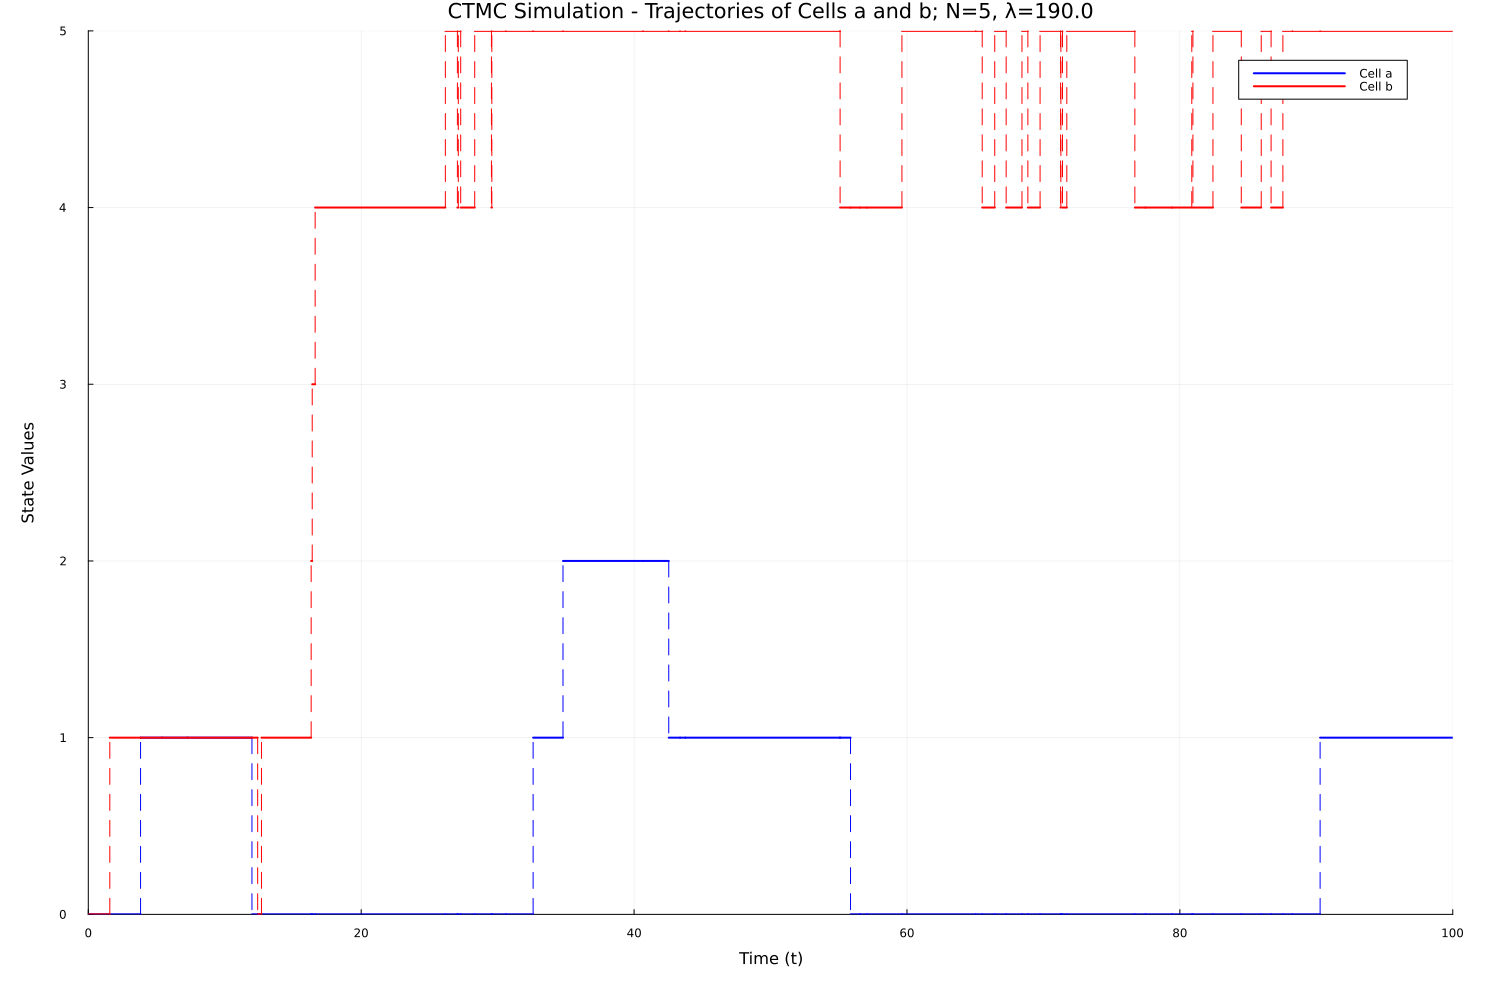 CTMC Simulation - Trajectories of Cells a and b; N=5, λ=190.0
5
Cell a
Cell b
4
3
State Values
2
1
0
0 20 40 60 80 100
Time (t)